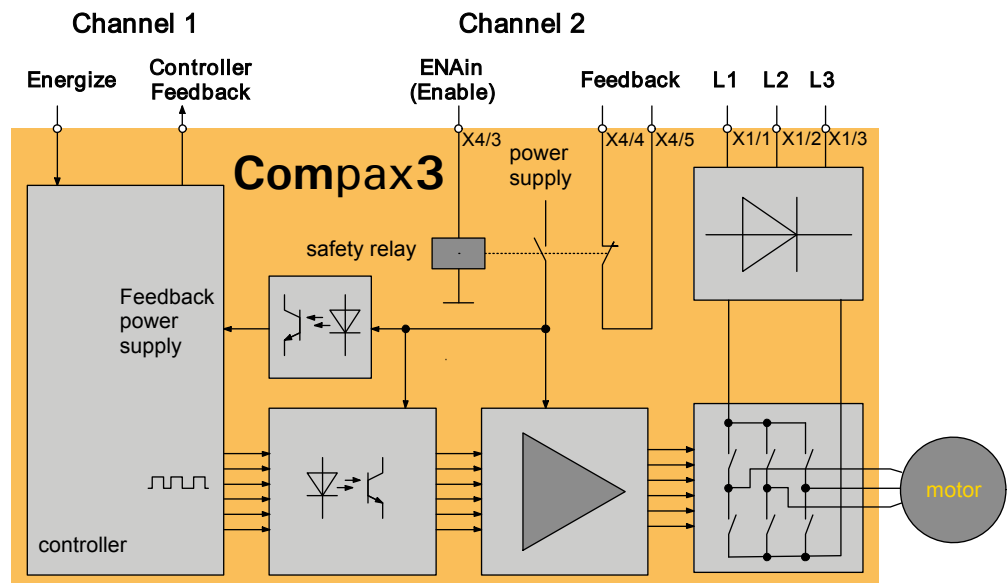 Channel 1
Channel 2
Energize
Controller
Feedback
ENAin
(Enable)
Feedback
L1
L2
L3
X4/3
X4/4
X4/5
X1/1
X1/2
X1/3
Compax3
power
supply
safety relay
Feedback
power
supply
controller
motor